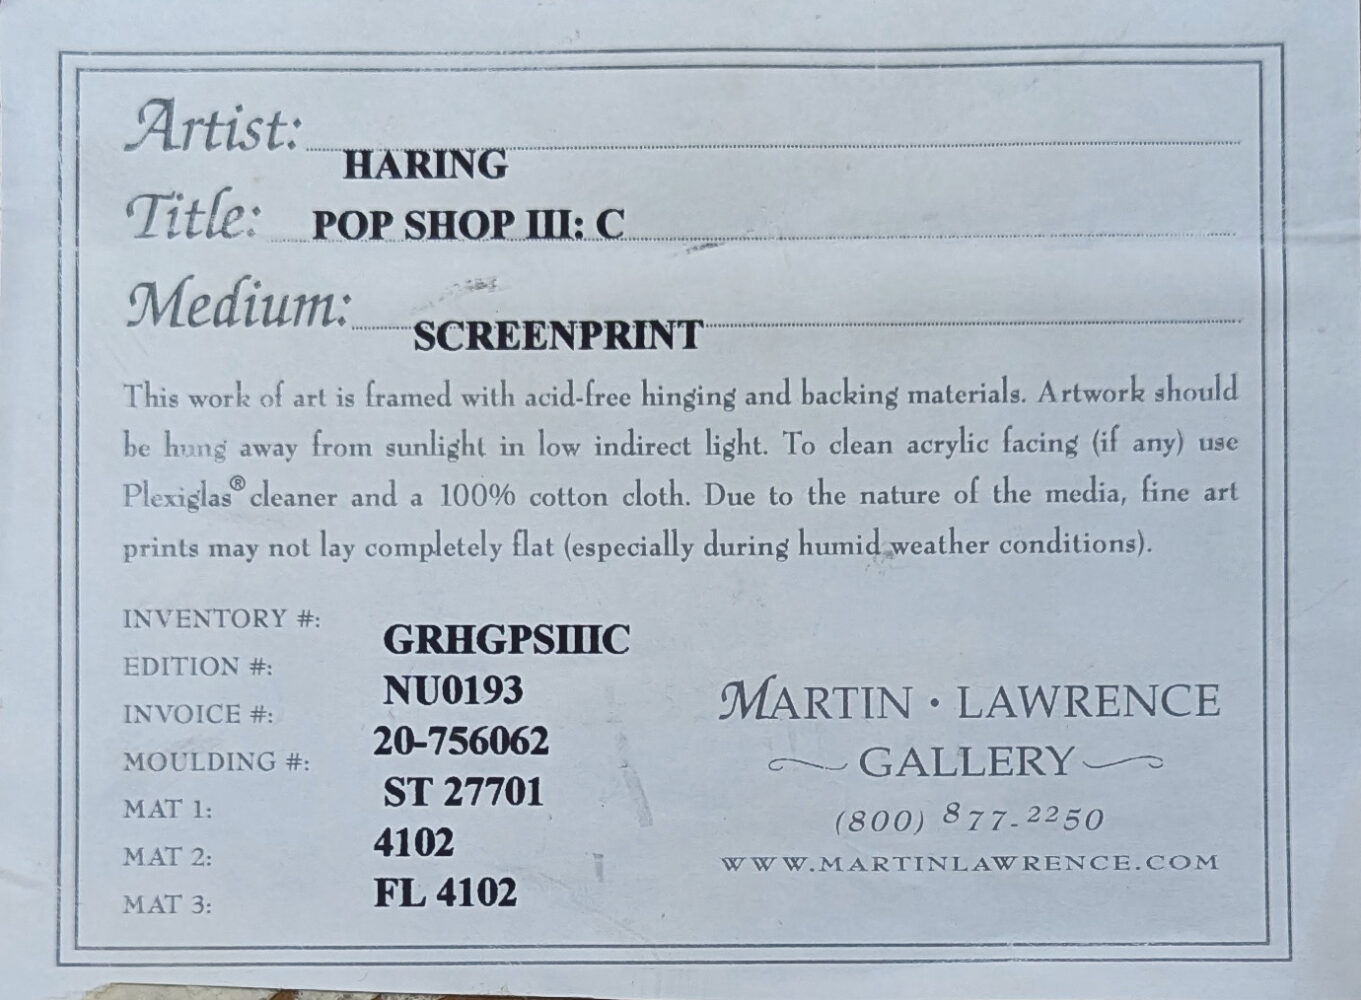 Artist:
HARING
Title: POP SHOP III: C
Medium:
SCREENPRINT
This work of art is framed with acid-free hinging and backing materials. Artwork should
be hung away from sunlight in low indirect light. To clean acrylic facing (if any) use
Plexiglas® cleaner and a 100% cotton cloth. Due to the nature of the media, fine art
prints may not lay completely flat (especially during humid weather conditions).
INVENTORY #: GRHGPSIIIC
EDITION #: NU0193
INVOICE #: 20-756062
MOULDING #: ST 27701
MAT 1: 4102
MAT 2: FL 4102
MAT 3:
MARTIN · LAWRENCE
GALLERY
(800) 877-2250
WWW.MARTINLAWRENCE.COM